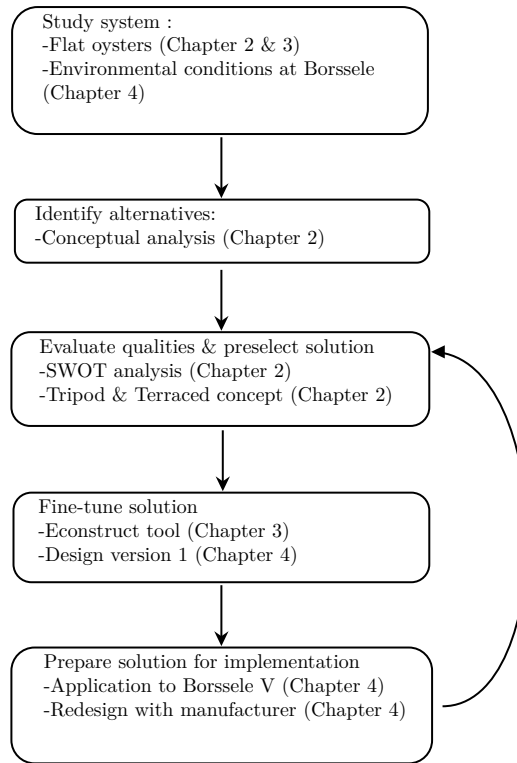 Study system :
-Flat oysters (Chapter 2 & 3)
-Environmental conditions at Borssele
(Chapter 4)
Identify alternatives:
-Conceptual analysis (Chapter 2)
Evaluate qualities & preselect solution
-SWOT analysis (Chapter 2)
-Tripod & Terraced concept (Chapter 2)
Fine-tune solution
-Econstruct tool (Chapter 3)
-Design version 1 (Chapter 4)
Prepare solution for implementation
-Application to Borssele V (Chapter 4)
-Redesign with manufacturer (Chapter 4)